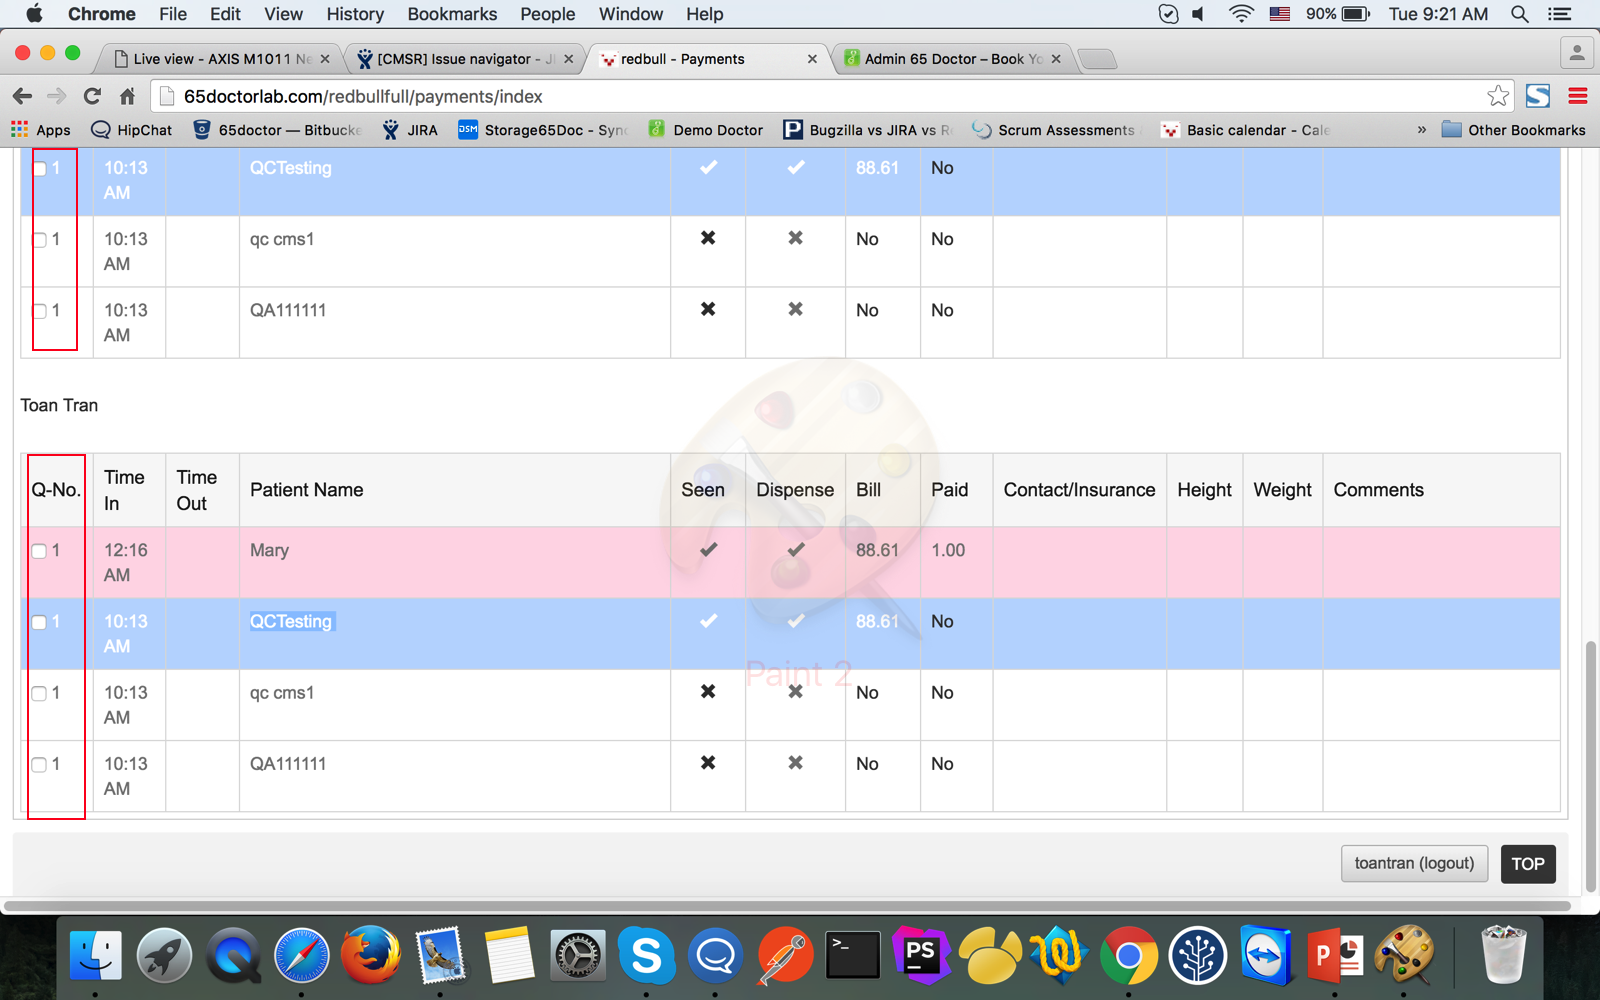 Chrome File Edit View History Bookmarks People Window Help 90% Tue 9:21 AM
Live view - AXIS M1011 Ne [CMSR] Issue navigator - JI redbull - Payments Admin 65 Doctor – Book Yo
65doctorlab.com/redbullfull/payments/index
Apps HipChat 65doctor — Bitbucke JIRA DSM Storage65Doc - Sync Demo Doctor Bugzilla vs JIRA vs Re Scrum Assessments Basic calendar - Cale » Other Bookmarks
1 10:13 QCTesting 88.61 No
AM
1 10:13 qc cms1 No No
AM
1 10:13 QA111111 No No
AM
Toan Tran
Q-No. Time In Time Out Patient Name Seen Dispense Bill Paid Contact/Insurance Height Weight Comments
1 12:16 Mary 88.61 1.00
AM
1 10:13 QCTesting 88.61 No
AM
Paint 2
1 10:13 qc cms1 No No
AM
1 10:13 QA111111 No No
AM
toantran (logout) TOP
PS